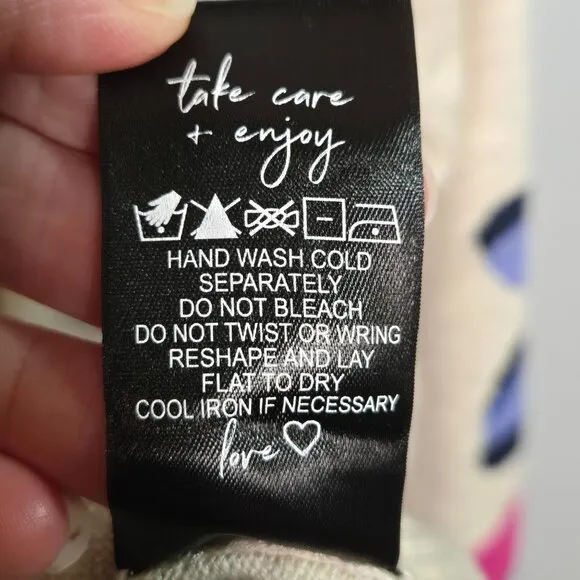 take care
+ enjoy
HAND WASH COLD
SEPARATELY
DO NOT BLEACH
DO NOT TWIST OR WRING
RESHAPE AND LAY
FLAT TO DRY
COOL IRON IF NECESSARY
love ♡